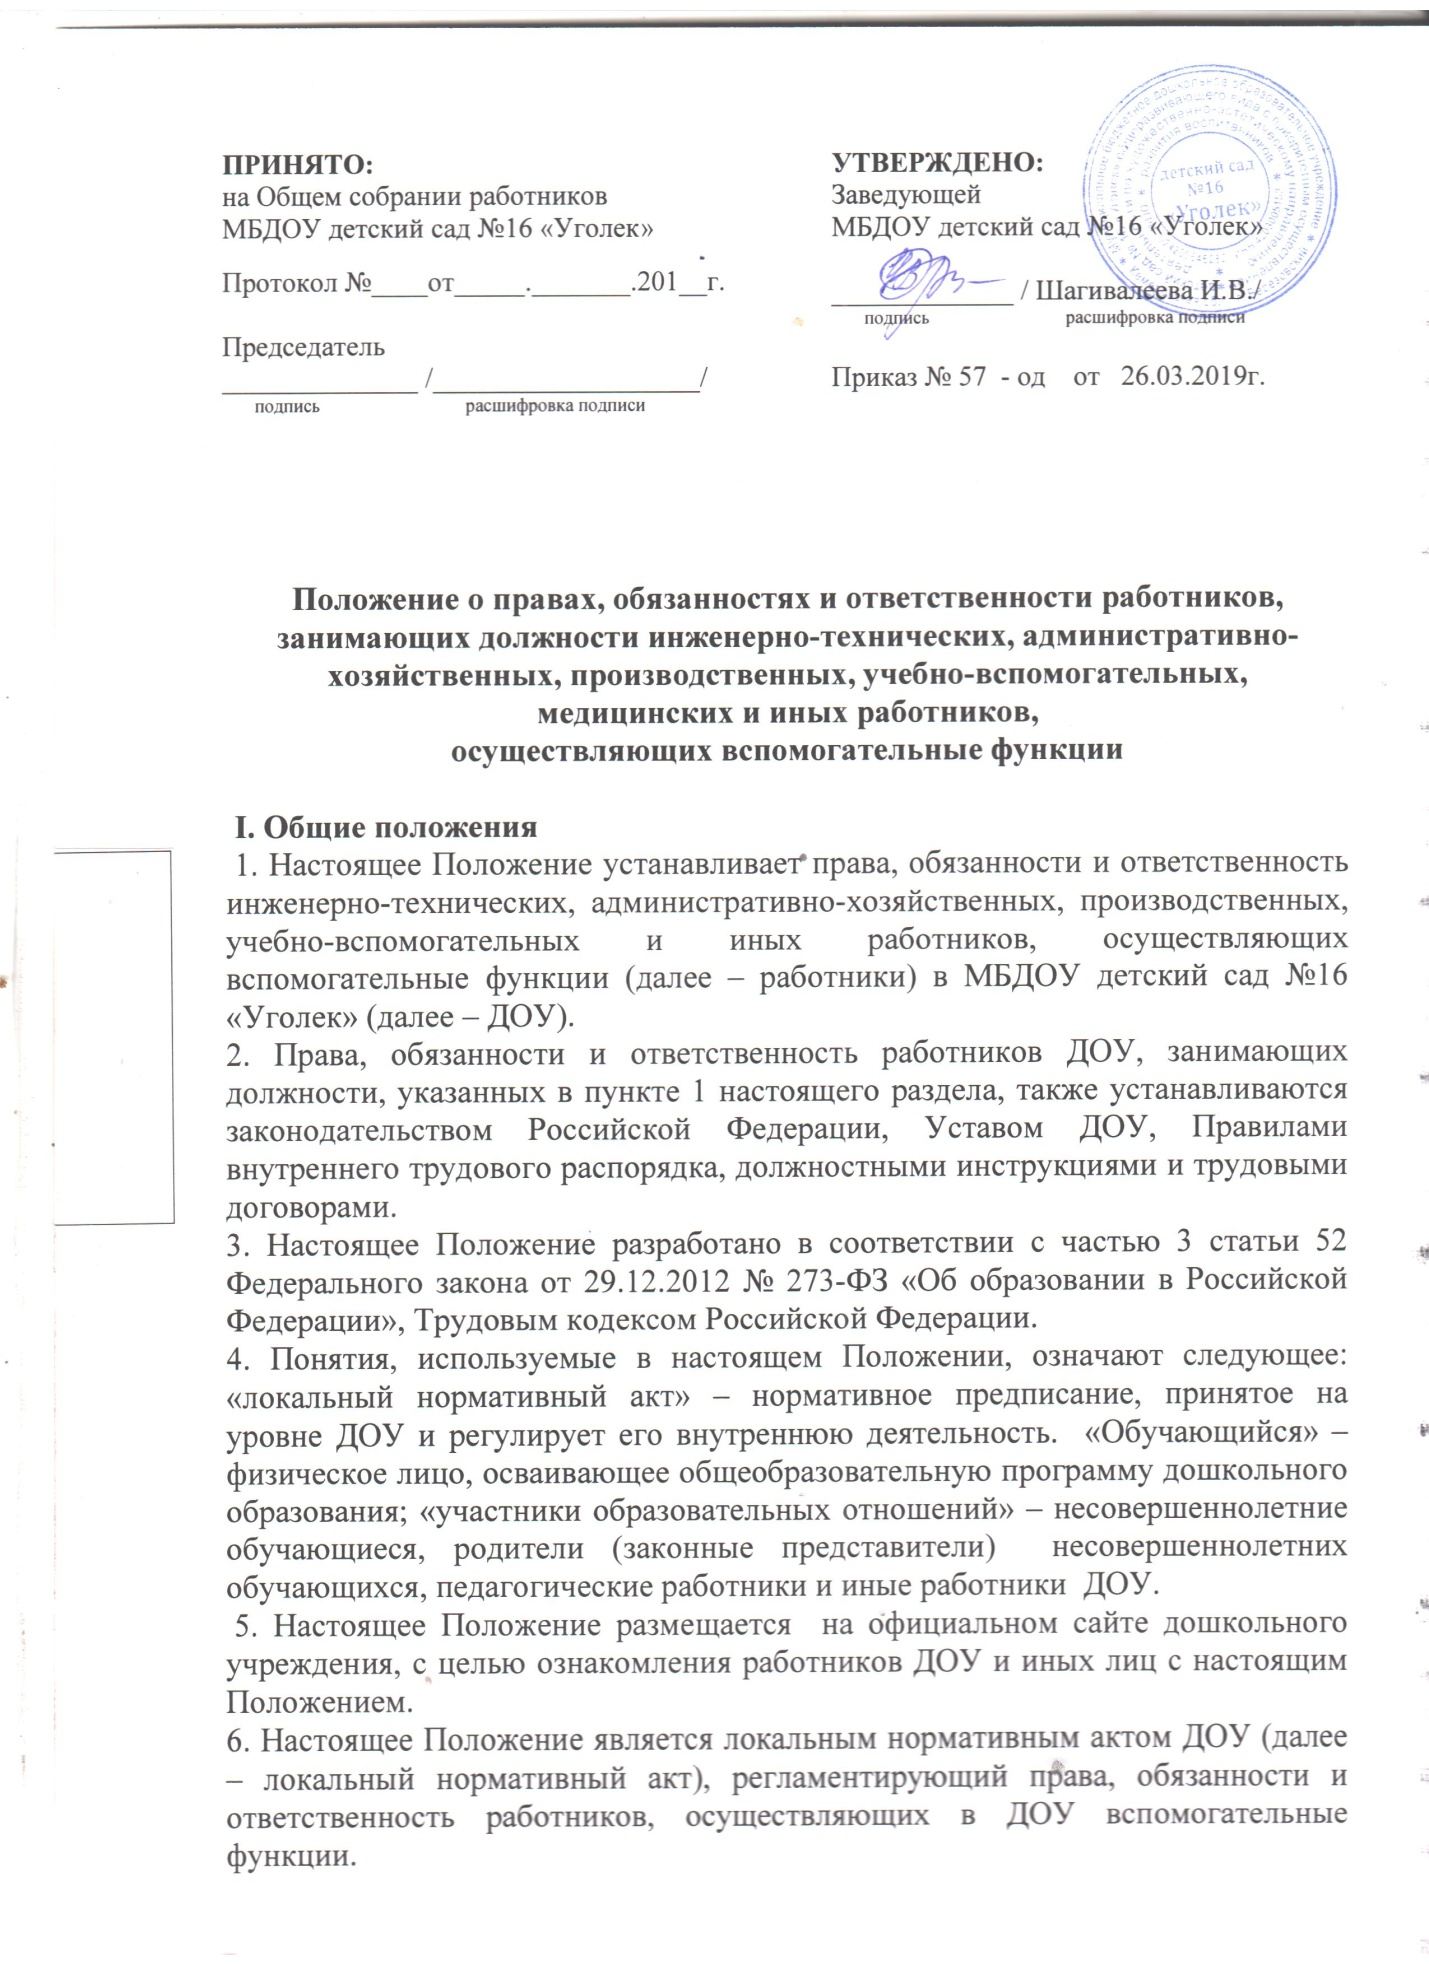 ПРИНЯТО:
на Общем собрании работников
МБДОУ детский сад №16 «Уголек»
Протокол №____от_____._______.201__г.
Председатель
______________ /___________________/
подпись расшифровка подписи
УТВЕРЖДЕНО:
Заведующей
МБДОУ детский сад №16 «Уголек»
_____________ / Шагивалеева И.В./
подпись расшифровка подписи
Приказ № 57 - од от 26.03.2019г.
детский сад
№16
«Уголек»
Положение о правах, обязанностях и ответственности работников,
занимающих должности инженерно-технических, административно-
хозяйственных, производственных, учебно-вспомогательных,
медицинских и иных работников,
осуществляющих вспомогательные функции
I. Общие положения
1. Настоящее Положение устанавливает права, обязанности и ответственность
инженерно-технических, административно-хозяйственных, производственных,
учебно-вспомогательных и иных работников, осуществляющих
вспомогательные функции (далее – работники) в МБДОУ детский сад №16
«Уголек» (далее – ДОУ).
2. Права, обязанности и ответственность работников ДОУ, занимающих
должности, указанных в пункте 1 настоящего раздела, также устанавливаются
законодательством Российской Федерации, Уставом ДОУ, Правилами
внутреннего трудового распорядка, должностными инструкциями и трудовыми
договорами.
3. Настоящее Положение разработано в соответствии с частью 3 статьи 52
Федерального закона от 29.12.2012 № 273-ФЗ «Об образовании в Российской
Федерации», Трудовым кодексом Российской Федерации.
4. Понятия, используемые в настоящем Положении, означают следующее:
«локальный нормативный акт» – нормативное предписание, принятое на
уровне ДОУ и регулирует его внутреннюю деятельность. «Обучающийся» –
физическое лицо, осваивающее общеобразовательную программу дошкольного
образования; «участники образовательных отношений» – несовершеннолетние
обучающиеся, родители (законные представители) несовершеннолетних
обучающихся, педагогические работники и иные работники ДОУ.
5. Настоящее Положение размещается на официальном сайте дошкольного
учреждения, с целью ознакомления работников ДОУ и иных лиц с настоящим
Положением.
6. Настоящее Положение является локальным нормативным актом ДОУ (далее
– локальный нормативный акт), регламентирующий права, обязанности и
ответственность работников, осуществляющих в ДОУ вспомогательные
функции.